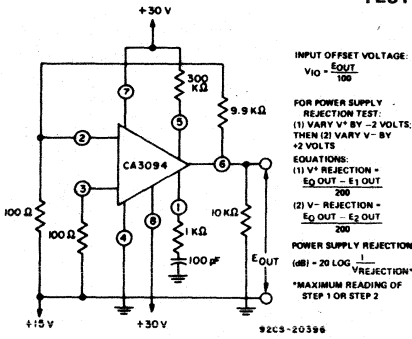 TEST
+30 V
7
300
KΩ
5
9.9 KΩ
2
CA3094
6
3
100 Ω
100 Ω
4
8
1
10 KΩ
1 KΩ
100 pF
EOUT
+15V
+30 V
92CS-20396
INPUT OFFSET VOLTAGE:
VIO = EOUT
100
FOR POWER SUPPLY
REJECTION TEST:
(1) VARY V+ BY -2 VOLTS;
THEN (2) VARY V- BY
+2 VOLTS
EQUATIONS:
(1) V+ REJECTION =
E0 OUT - E1 OUT
200
(2) V- REJECTION =
E0 OUT - E2 OUT
200
POWER SUPPLY REJECTION
(dB) = 20 LOG 1
VREJECTION*
*MAXIMUM READING OF
STEP 1 OR STEP 2